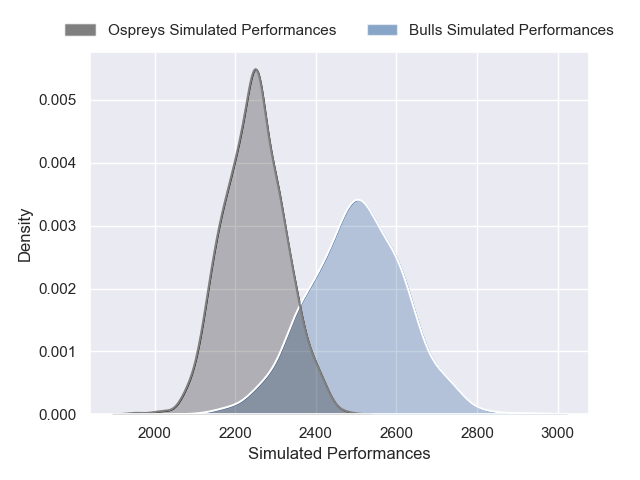 Ospreys Simulated Performances Bulls Simulated Performances
0.005
0.004
0.003
0.002
0.001
0.000
Density
2000 2200 2400 2600 2800 3000
Simulated Performances